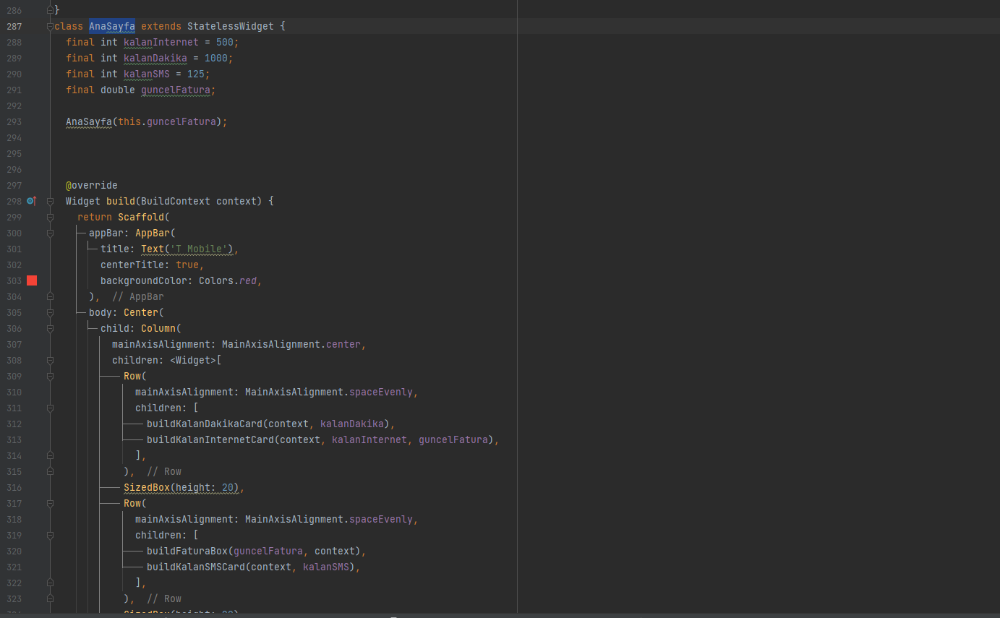 286 }
287 class AnaSayfa extends StatelessWidget {
288 final int kalanInternet = 500;
289 final int kalanDakika = 1000;
290 final int kalanSMS = 125;
291 final double guncelFatura;
292
293 AnaSayfa(this.guncelFatura);
294
295
296
297 @override
298 Widget build(BuildContext context) {
299 return Scaffold(
300 appBar: AppBar(
301 title: Text('T Mobile'),
302 centerTitle: true,
303 backgroundColor: Colors.red,
304 ), // AppBar
305 body: Center(
306 child: Column(
307 mainAxisAlignment: MainAxisAlignment.center,
308 children: <Widget>[
309 Row(
310 mainAxisAlignment: MainAxisAlignment.spaceEvenly,
311 children: [
312 buildKalanDakikaCard(context, kalanDakika),
313 buildKalanInternetCard(context, kalanInternet, guncelFatura),
314 ],
315 ), // Row
316 SizedBox(height: 20),
317 Row(
318 mainAxisAlignment: MainAxisAlignment.spaceEvenly,
319 children: [
320 buildFaturaBox(guncelFatura, context),
321 buildKalanSMSCard(context, kalanSMS),
322 ],
323 ), // Row